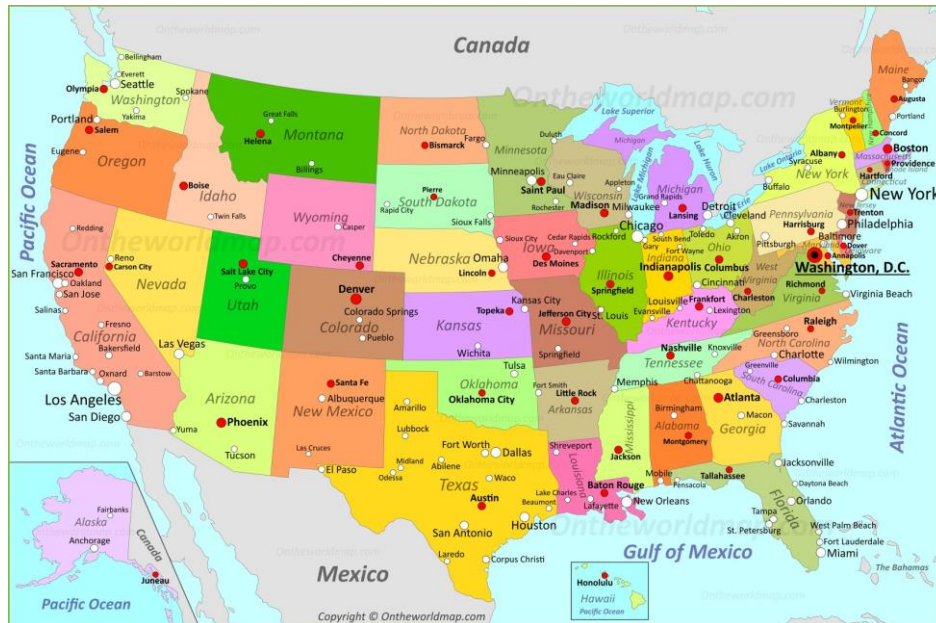 Ontheworldmap.com
Canada
Bellingham
Everett
Seattle
Olympia
Washington
Spokane
Yakima
Portland
Salem
Eugene
Oregon
Boise
Idaho
Twin Falls
Great Falls
Helena
Montana
Billings
North Dakota
Bismarck
Fargo
Minnesota
Duluth
Minneapolis
Saint Paul
Rochester
Lake Superior
Michigan
Lake Michigan
Lake Huron
Lake Ontario
Erie
Eau Claire
Wisconsin
Appleton
Madison
Milwaukee
Grand Rapids
Michigan
Lansing
Detroit
Maine
Bangor
Augusta
Portland
Vermont
Burlington
Montpelier
New Hampshire
Concord
Massachusetts
Boston
Providence
Rhode Island
Hartford
Connecticut
Albany
Syracuse
New York
Buffalo
New York
New Jersey
Trenton
Philadelphia
Pennsylvania
Harrisburg
Pittsburgh
Baltimore
Maryland
Dover
Delaware
Annapolis
Washington, D.C.
Pacific Ocean
Redding
Sacramento
San Francisco
Oakland
San Jose
Salinas
Fresno
California
Bakersfield
Santa Maria
Santa Barbara
Oxnard
Barstow
Los Angeles
San Diego
Reno
Carson City
Nevada
Las Vegas
Salt Lake City
Provo
Utah
Wyoming
Casper
Cheyenne
Pierre
South Dakota
Rapid City
Sioux Falls
Nebraska
Omaha
Lincoln
Sioux City
Iowa
Cedar Rapids
Davenport
Des Moines
Chicago
Rockford
Illinois
Springfield
Gary
South Bend
Fort Wayne
Indiana
Indianapolis
Evansville
Toledo
Cleveland
Akron
Ohio
Columbus
Cincinnati
West
Virginia
Charleston
Richmond
Virginia
Virginia Beach
Denver
Colorado Springs
Colorado
Pueblo
Topeka
Kansas
Wichita
Kansas City
Jefferson City
Missouri
St. Louis
Springfield
Louisville
Frankfort
Lexington
Kentucky
Nashville
Knoxville
Tennessee
Memphis
Chattanooga
Greensboro
Raleigh
North Carolina
Charlotte
Wilmington
Greenville
Columbia
South Carolina
Charleston
Atlantic Ocean
Arizona
Phoenix
Yuma
Tucson
Santa Fe
Albuquerque
New Mexico
Las Cruces
Tulsa
Oklahoma
Oklahoma City
Fort Smith
Little Rock
Arkansas
Mississippi
Jackson
Birmingham
Alabama
Montgomery
Mobile
Atlanta
Macon
Georgia
Savannah
Amarillo
Lubbock
Midland
Odessa
Abilene
El Paso
Fort Worth
Dallas
Waco
Texas
Austin
San Antonio
Houston
Beaumont
Laredo
Corpus Christi
Shreveport
Louisiana
Baton Rouge
Lake Charles
Lafayette
New Orleans
Pensacola
Tallahassee
Jacksonville
Daytona Beach
Florida
Orlando
Tampa
St. Petersburg
West Palm Beach
Fort Lauderdale
Miami
The Bahamas
Gulf of Mexico
Mexico
Alaska
Fairbanks
Anchorage
Juneau
Canada
Pacific Ocean
Honolulu
Hawaii
Pacific Ocean
Copyright © Ontheworldmap.com